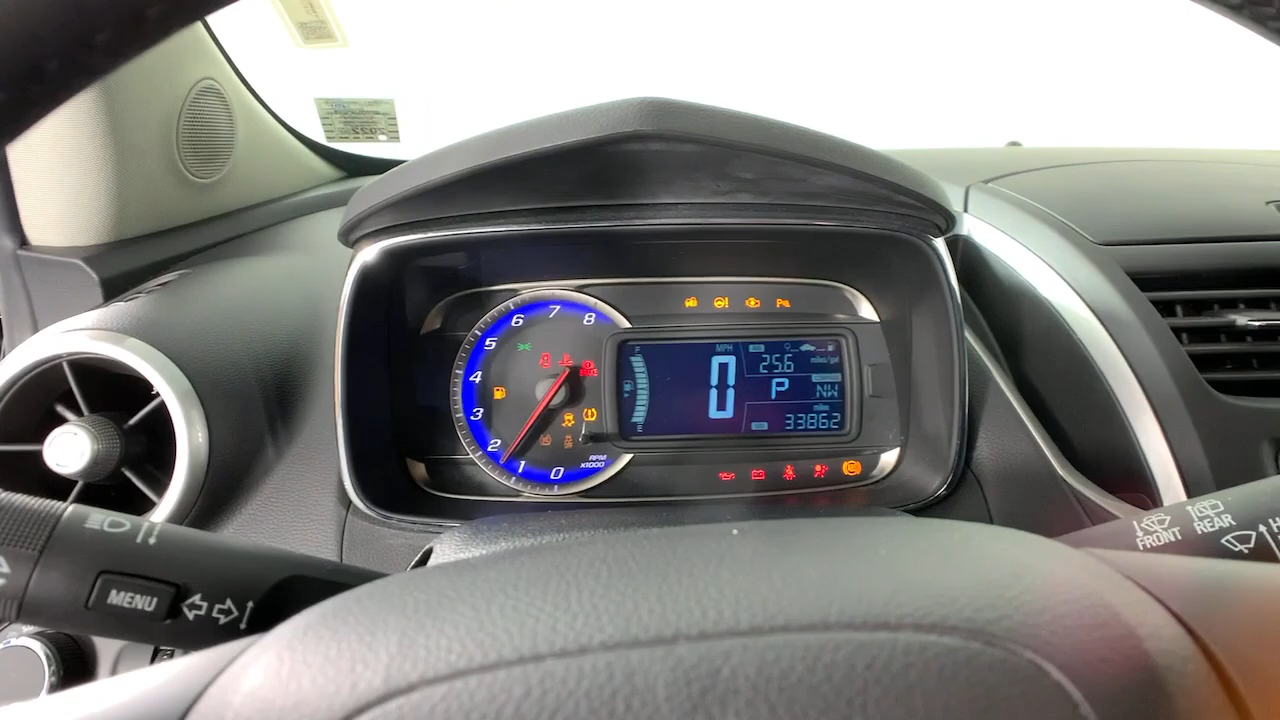 5502
6
7
8
5
4
3
2
1
0
RPM
X1000
F
E
MPH
0
25.6
miles/gal
P
NW
miles
33862
MENU
FRONT
REAR